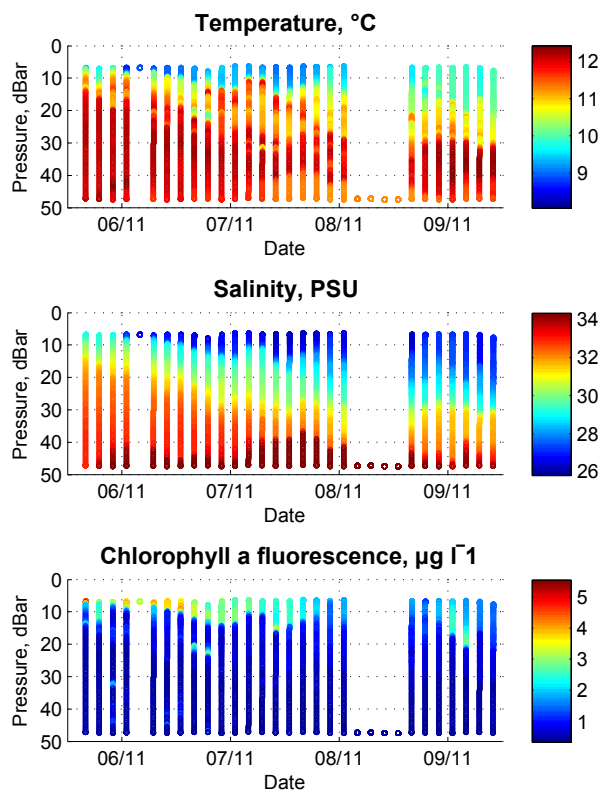 Temperature, °C
0
10
20
30
40
50
Pressure, dBar
06/11 07/11 08/11 09/11
Date
12
11
10
9
Salinity, PSU
0
10
20
30
40
50
Pressure, dBar
06/11 07/11 08/11 09/11
Date
34
32
30
28
26
Chlorophyll a fluorescence, µg l¯1
0
10
20
30
40
50
Pressure, dBar
06/11 07/11 08/11 09/11
Date
5
4
3
2
1